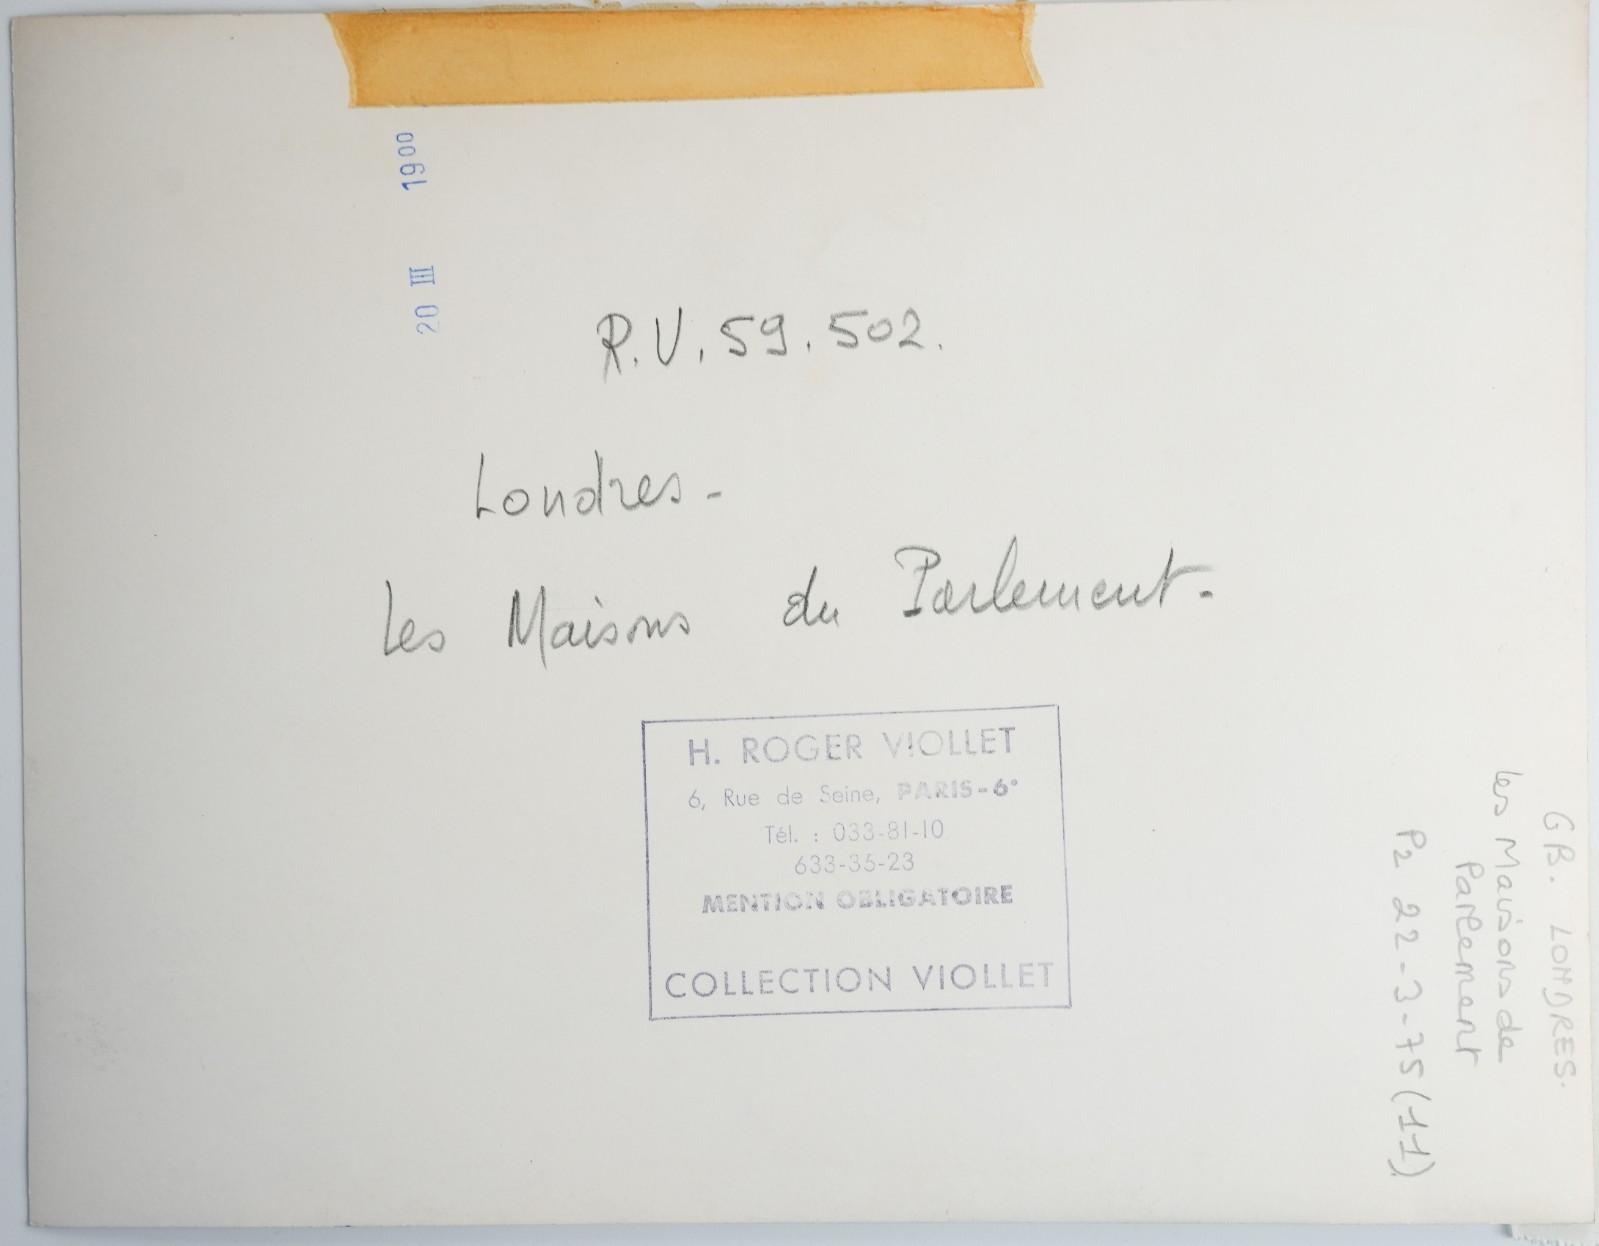 20 III 1900
R.V. 59.502.
Londres-
Les Maisons du Parlement-
H. ROGER VIOLLET
6, Rue de Seine, PARIS-6e
Tél. : 033-81-10
633-35-23
MENTION OBLIGATOIRE
COLLECTION VIOLLET
GB. LONDRES.
Les Maisons de
Parlement
P2 22-3-75(11)